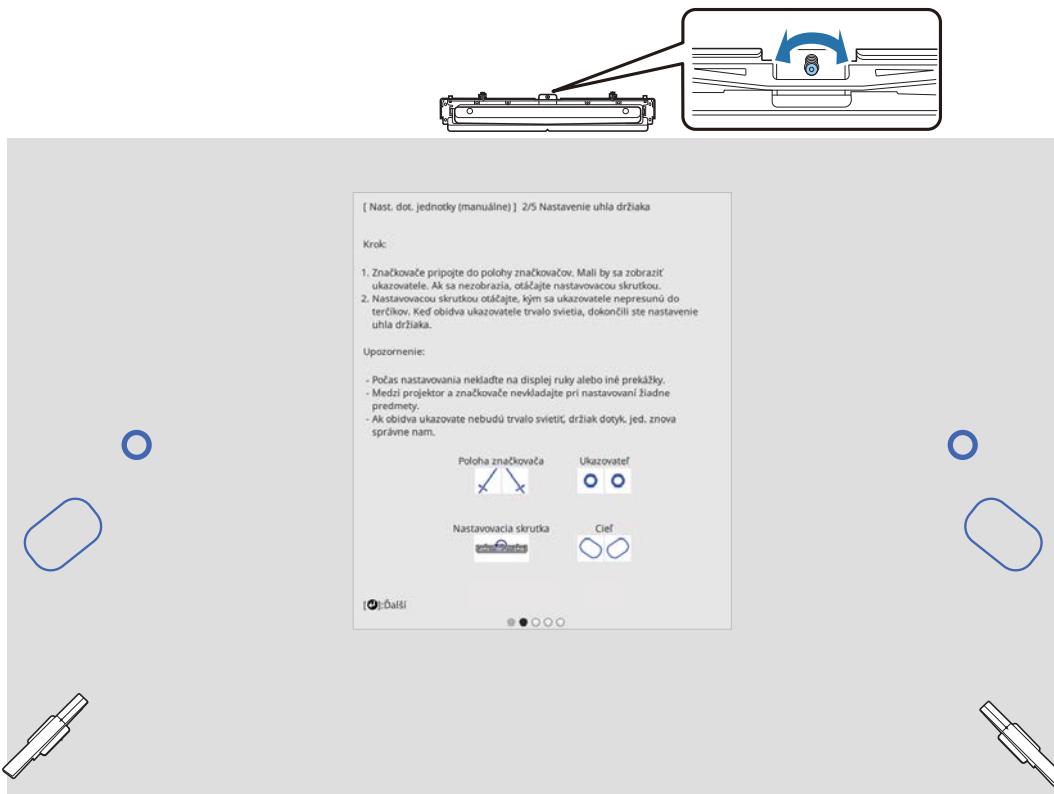 [ Nast. dot. jednotky (manuálne) ] 2/5 Nastavenie uhla držiaka
Krok:
1. Značkovače pripojte do polohy značkovačov. Mali by sa zobraziť
ukazovatele. Ak sa nezobrazia, otáčajte nastavovacou skrutkou.
2. Nastavovacou skrutkou otáčajte, kým sa ukazovatele nepresunú do
terčíkov. Keď obidva ukazovatele trvalo svietia, dokončili ste nastavenie
uhla držiaka.
Upozornenie:
- Počas nastavovania neklaďte na displej ruky alebo iné prekážky.
- Medzi projektor a značkovače nevkladajte pri nastavovaní žiadne
predmety.
- Ak obidva ukazovate nebudú trvalo svietiť, držiak dotyk. jed. znova
správne nam.
Poloha značkovača Ukazovateľ
Nastavovacia skrutka Cieľ
[ ]:Ďalší